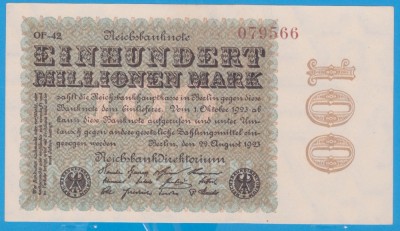 OP-42 Reichsbanknote 079566
EINHUNDERT
MILLIONEN MARK
zahlt die Reichsbankhauptkasse in Berlin gegen diese
Banknote dem Einlieferer. Vom 1. Oktober 1923 ab
kann diese Banknote aufgerufen und unter Um-
tausch gegen andere gesetzliche Zahlungsmittel ein-
gezogen werden Berlin, den 22. August 1923
Reichsbankdirektorium
100